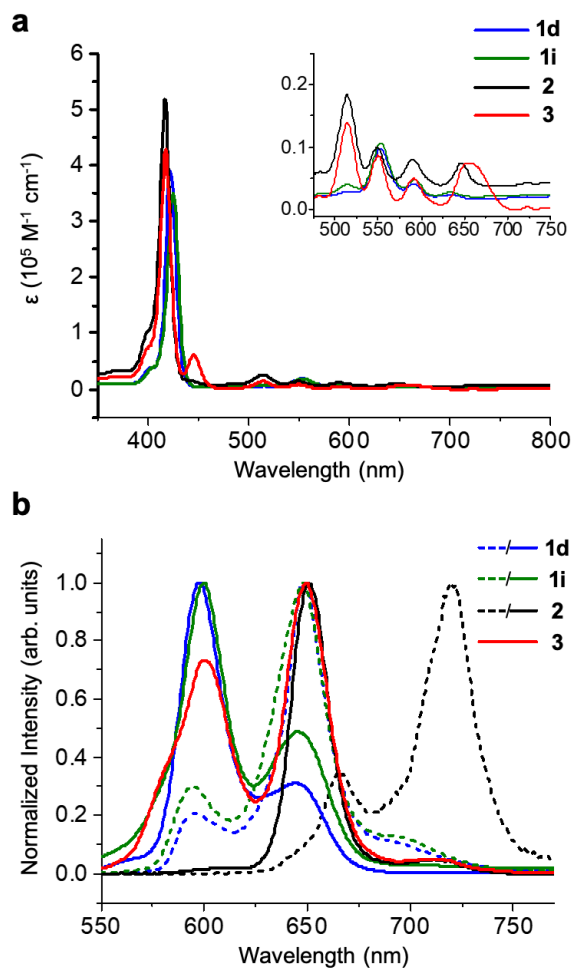 a
1d
1i
2
3
ε (10⁵ M⁻¹ cm⁻¹)
6
5
4
3
2
1
0
0.2
0.1
0.0
500 550 600 650 700 750
400 500 600 700 800
Wavelength (nm)
b
1d
1i
2
3
Normalized Intensity (arb. units)
1.0
0.8
0.6
0.4
0.2
0.0
550 600 650 700 750
Wavelength (nm)